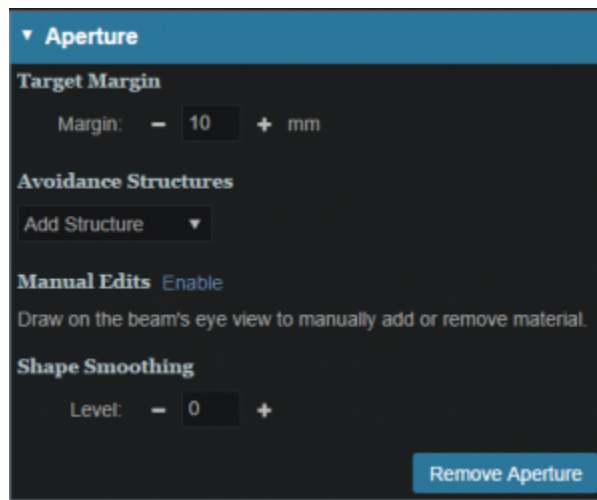 Aperture
Target Margin
Margin: − 10 + mm
Avoidance Structures
Add Structure
Manual Edits Enable
Draw on the beam's eye view to manually add or remove material.
Shape Smoothing
Level: − 0 +
Remove Aperture